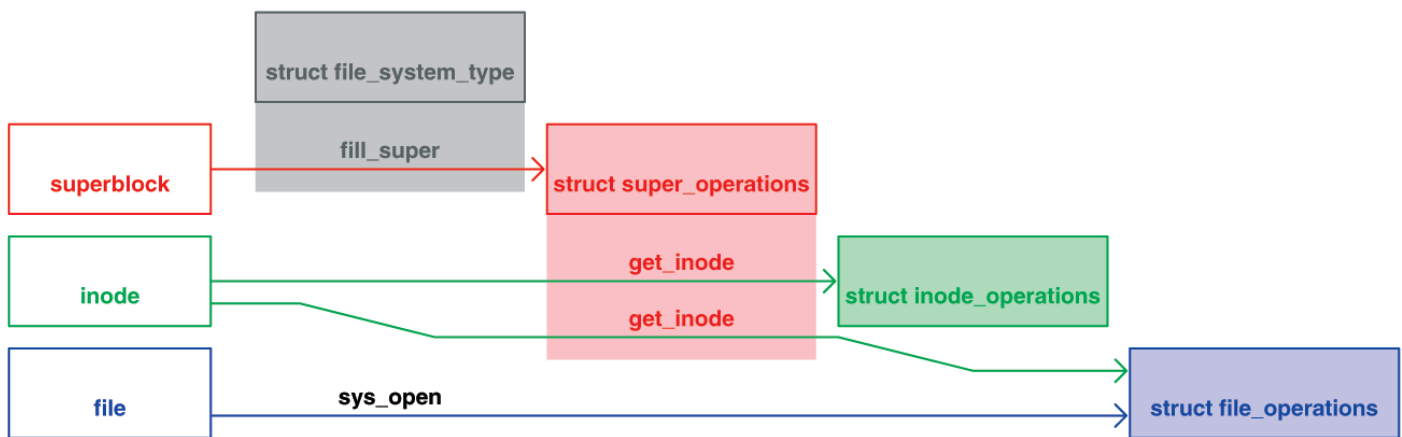 struct file_system_type
fill_super
superblock
struct super_operations
get_inode
inode
struct inode_operations
get_inode
sys_open
file
struct file_operations